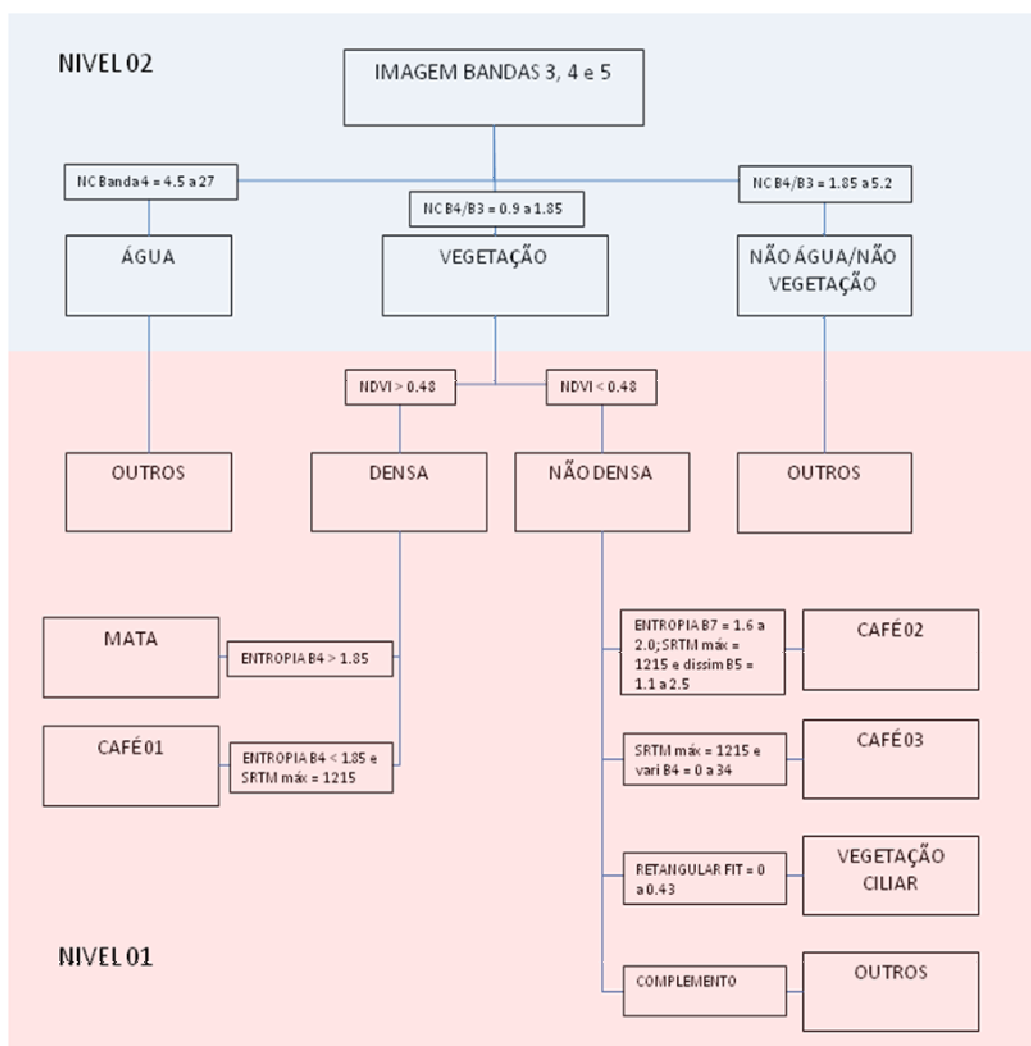 NIVEL 02
IMAGEM BANDAS 3, 4 e 5
NC Banda 4 = 4.5 a 27
NC B4/B3 = 0.9 a 1.85
NC B4/B3 = 1.85 a 5.2
ÁGUA
VEGETAÇÃO
NÃO ÁGUA/NÃO
VEGETAÇÃO
NDVI > 0.48
NDVI < 0.48
OUTROS
DENSA
NÃO DENSA
OUTROS
MATA
ENTROPIA B4 > 1.85
CAFÉ 01
ENTROPIA B4 < 1.85 e
SRTM máx = 1215
ENTROPIA B7 = 1.6 a
2.0; SRTM máx =
1215 e dissim B5 =
1.1 a 2.5
CAFÉ 02
SRTM máx = 1215 e
vari B4 = 0 a 34
CAFÉ 03
RETANGULAR FIT = 0
a 0.43
VEGETAÇÃO
CILIAR
COMPLEMENTO
OUTROS
NIVEL 01